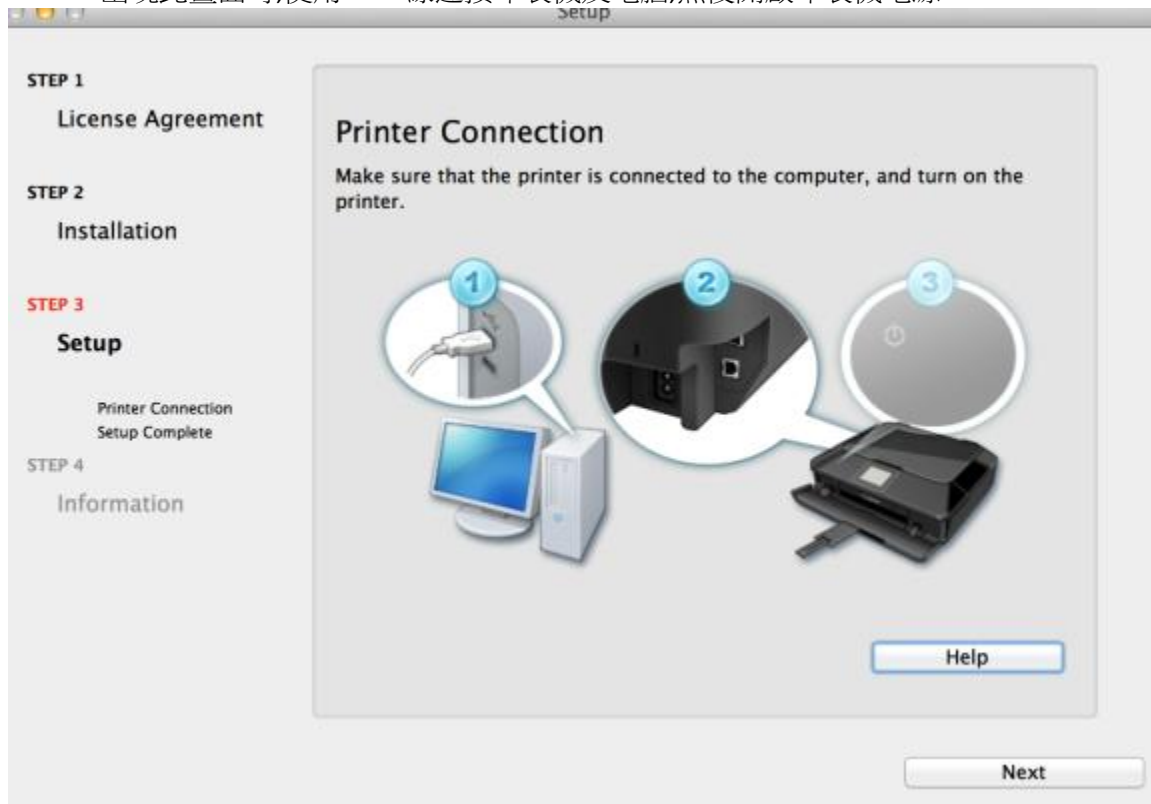 Setup
STEP 1
License Agreement
Printer Connection
Make sure that the printer is connected to the computer, and turn on the
printer.
STEP 2
Installation
STEP 3
Setup
Printer Connection
Setup Complete
STEP 4
Information
1
2
3
Help
Next